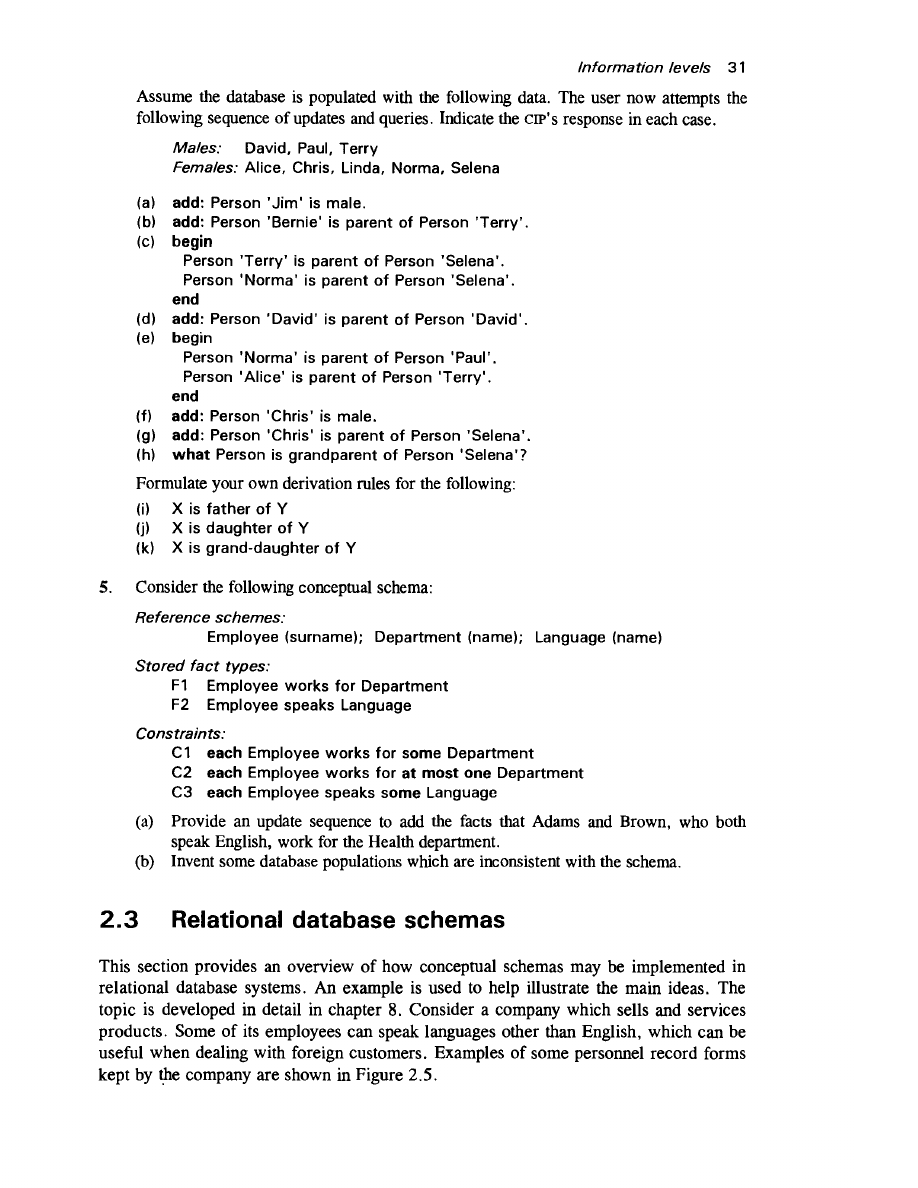 Information levels 31
Assume the database is populated with the following data. The user now attempts the
following sequence of updates and queries. Indicate the CIP's response in each case.
Males: David, Paul, Terry
Females: Alice, Chris, Linda, Norma, Selena
(a) add: Person 'Jim' is male.
(b) add: Person 'Bernie' is parent of Person 'Terry'.
(c) begin
Person 'Terry' is parent of Person 'Selena'.
Person 'Norma' is parent of Person 'Selena'.
end
(d) add: Person 'David' is parent of Person 'David'.
(e) begin
Person 'Norma' is parent of Person 'Paul'.
Person 'Alice' is parent of Person 'Terry'.
end
(f) add: Person 'Chris' is male.
(g) add: Person 'Chris' is parent of Person 'Selena'.
(h) what Person is grandparent of Person 'Selena'?
Formulate your own derivation rules for the following:
(i) X is father of Y
(j) X is daughter of Y
(k) X is grand-daughter of Y
5. Consider the following conceptual schema:
Reference schemes:
Employee (surname); Department (name); Language (name)
Stored fact types:
F1 Employee works for Department
F2 Employee speaks Language
Constraints:
C1 each Employee works for some Department
C2 each Employee works for at most one Department
C3 each Employee speaks some Language
(a) Provide an update sequence to add the facts that Adams and Brown, who both
speak English, work for the Health department.
(b) Invent some database populations which are inconsistent with the schema.
2.3 Relational database schemas
This section provides an overview of how conceptual schemas may be implemented in
relational database systems. An example is used to help illustrate the main ideas. The
topic is developed in detail in chapter 8. Consider a company which sells and services
products. Some of its employees can speak languages other than English, which can be
useful when dealing with foreign customers. Examples of some personnel record forms
kept by the company are shown in Figure 2.5.